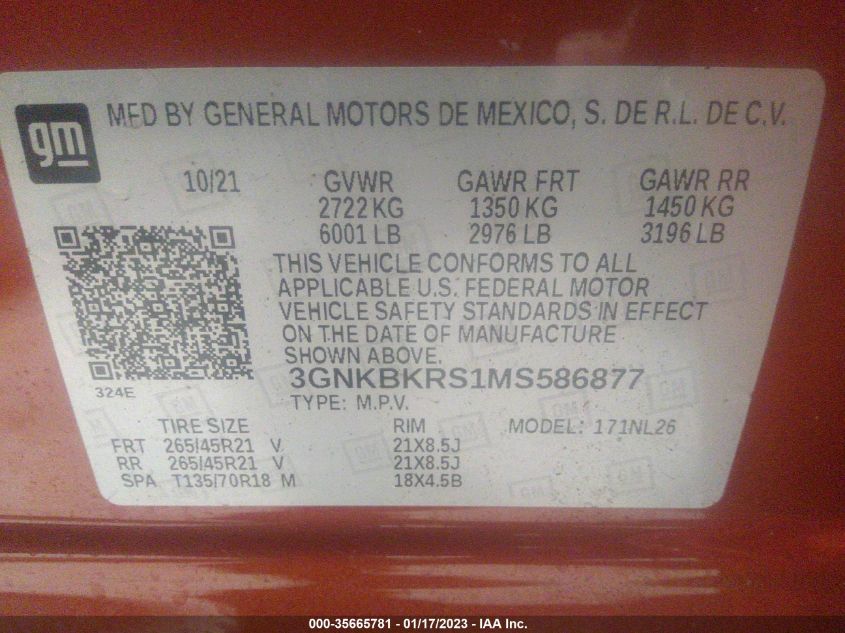 gm
MFD BY GENERAL MOTORS DE MEXICO, S. DE R.L. DE C.V.
10/21 GVWR GAWR FRT GAWR RR
2722 KG 1350 KG 1450 KG
6001 LB 2976 LB 3196 LB
THIS VEHICLE CONFORMS TO ALL
APPLICABLE U.S. FEDERAL MOTOR
VEHICLE SAFETY STANDARDS IN EFFECT
ON THE DATE OF MANUFACTURE
SHOWN ABOVE.
324E
3GNKBKRS1MS586877
TYPE: M.P.V.
TIRE SIZE RIM MODEL: 171NL26
FRT 265/45R21 V 21X8.5J
RR 265/45R21 V 21X8.5J
SPA T135/70R18 M 18X4.5B
000-35665781 - 01/17/2023 - IAA Inc.